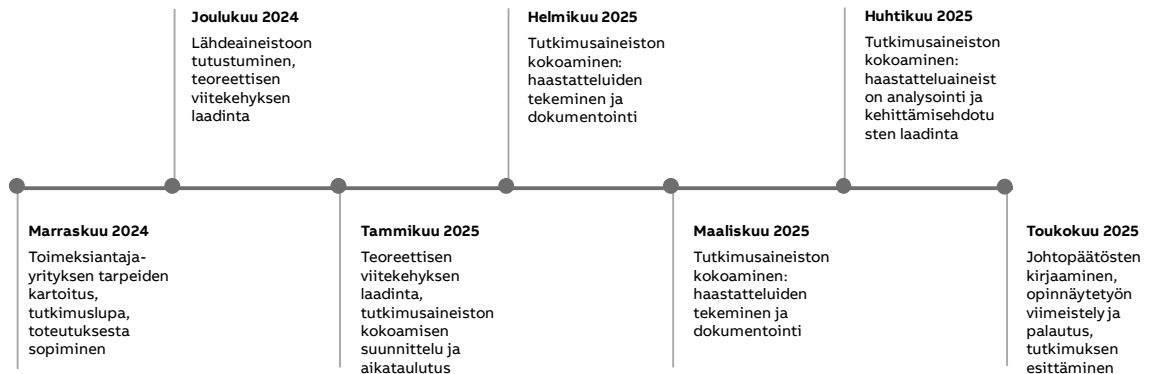 Joulukuu 2024
Lähdeaineistoon
tutustuminen,
teoreettisen
viitekehyksen
laadinta
Helmikuu 2025
Tutkimusaineiston
kokoaminen:
haastatteluiden
tekeminen ja
dokumentointi
Huhtikuu 2025
Tutkimusaineiston
kokoaminen:
haastatteluaineist
on analysointi ja
kehittämisehdotu
sten laadinta
Marraskuu 2024
Toimeksiantaja-
yrityksen tarpeiden
kartoitus,
tutkimuslupa,
toteutuksesta
sopiminen
Tammikuu 2025
Teoreettisen
viitekehyksen
laadinta,
tutkimusaineiston
kokoamisen
suunnittelu ja
aikataulutus
Maaliskuu 2025
Tutkimusaineiston
kokoaminen:
haastatteluiden
tekeminen ja
dokumentointi
Toukokuu 2025
Johtopäätösten
kirjaaminen,
opinnäytetyön
viimeistely ja
palautus,
tutkimuksen
esittäminen